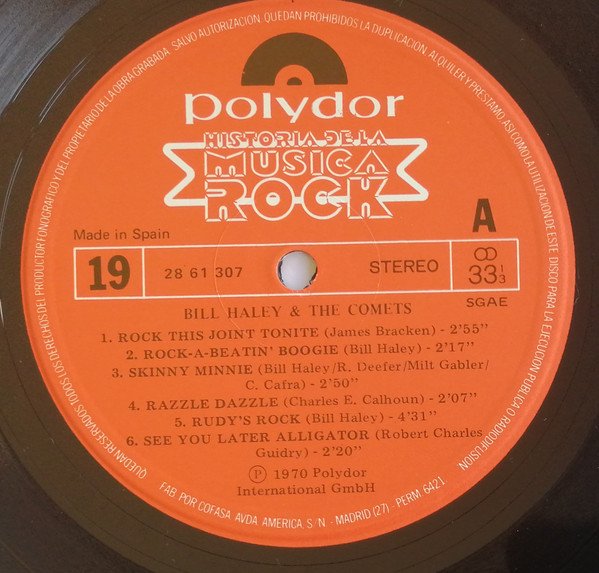 QUEDAN RESERVADOS TODOS LOS DERECHOS DEL PRODUCTOR FONOGRAFICO Y DEL PROPIETARIO DE LA OBRA GRABADA. SALVO AUTORIZACION, QUEDAN PROHIBIDOS LA DUPLICACION, ALQUILER Y PRESTAMO, ASI COMO LA UTILIZACION DE ESTE DISCO PARA LA EJECUCION PUBLICA O RADIODIFUSION.
polydor
HISTORIA DE LA
MUSICA
ROCK
A
Made in Spain
19
28 61 307
STEREO
33 1/3
SGAE
BILL HALEY & THE COMETS
1. ROCK THIS JOINT TONITE (James Bracken) - 2'55"
2. ROCK-A-BEATIN' BOOGIE (Bill Haley) - 2'17"
3. SKINNY MINNIE (Bill Haley/R. Deefer/Milt Gabler/
C. Cafra) - 2'50"
4. RAZZLE DAZZLE (Charles E. Calhoun) - 2'07"
5. RUDY'S ROCK (Bill Haley) - 4'31"
6. SEE YOU LATER ALLIGATOR (Robert Charles
Guidry) - 2'20"
Ⓟ 1970 Polydor
International GmbH
FAB. POR COFASA AVDA. AMERICA, S/N - MADRID (27) - PERM. 6421